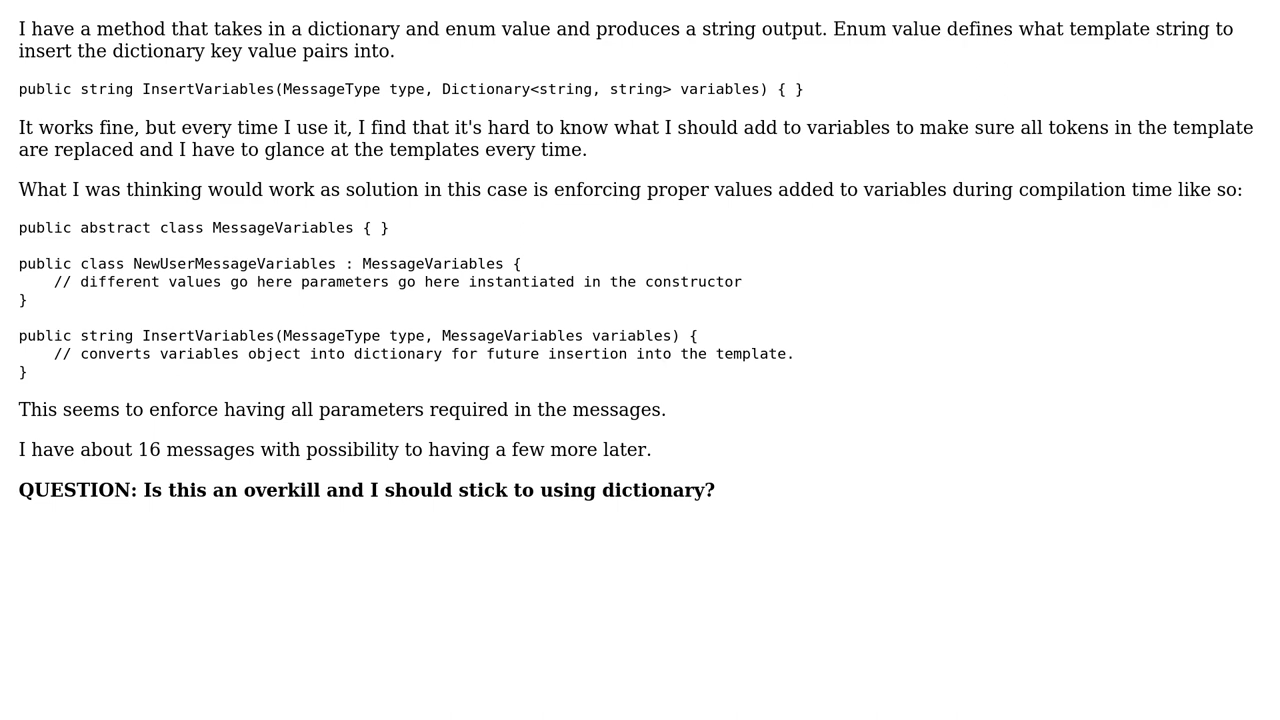 I have a method that takes in a dictionary and enum value and produces a string output. Enum value defines what template string to
insert the dictionary key value pairs into.
public string InsertVariables(MessageType type, Dictionary<string, string> variables) { }
It works fine, but every time I use it, I find that it's hard to know what I should add to variables to make sure all tokens in the template
are replaced and I have to glance at the templates every time.
What I was thinking would work as solution in this case is enforcing proper values added to variables during compilation time like so:
public abstract class MessageVariables { }
public class NewUserMessageVariables : MessageVariables {
    // different values go here parameters go here instantiated in the constructor
}
public string InsertVariables(MessageType type, MessageVariables variables) {
    // converts variables object into dictionary for future insertion into the template.
}
This seems to enforce having all parameters required in the messages.
I have about 16 messages with possibility to having a few more later.
QUESTION: Is this an overkill and I should stick to using dictionary?